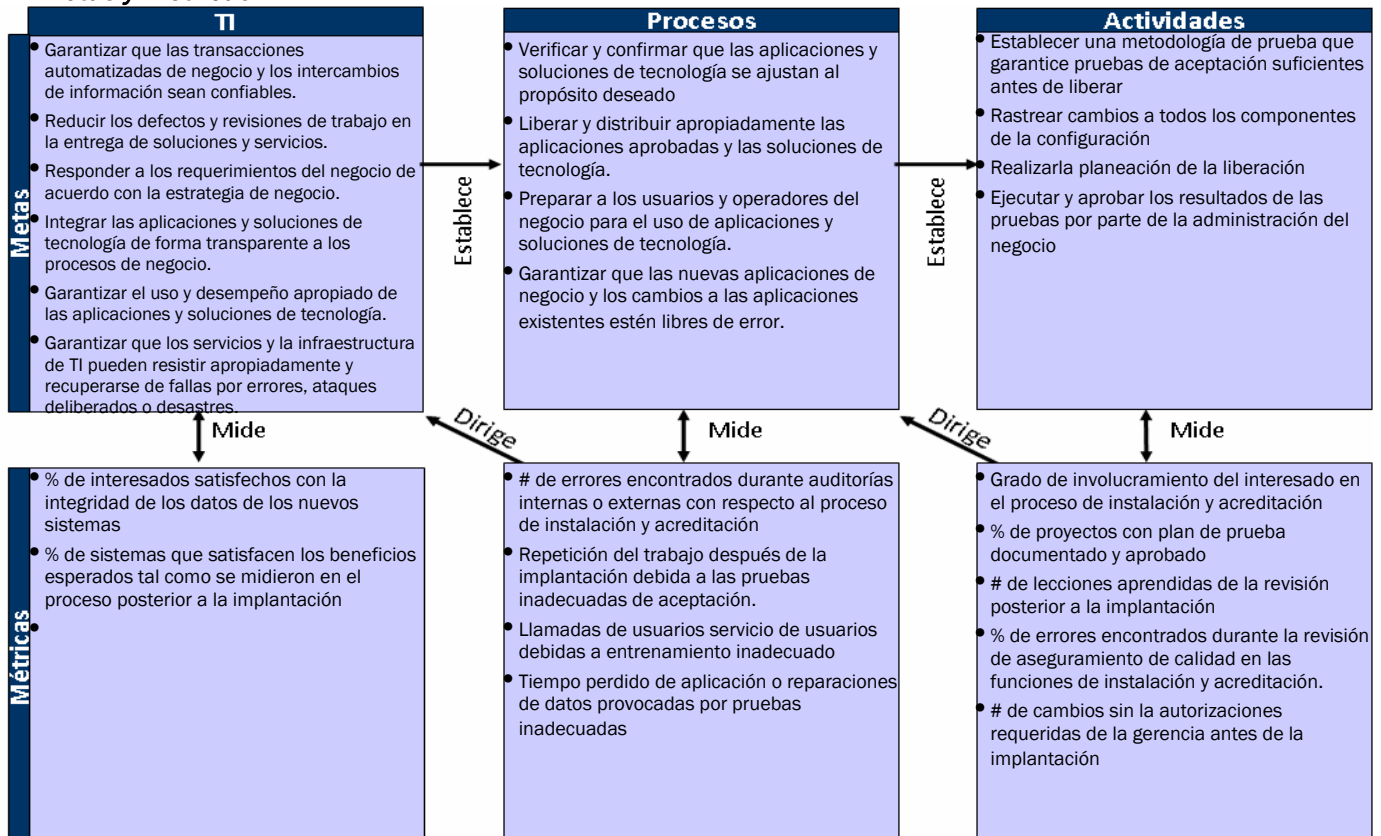 TI
Procesos
Actividades
Metas
• Garantizar que las transacciones
automatizadas de negocio y los intercambios
de información sean confiables.
• Reducir los defectos y revisiones de trabajo en
la entrega de soluciones y servicios.
• Responder a los requerimientos del negocio de
acuerdo con la estrategia de negocio.
• Integrar las aplicaciones y soluciones de
tecnología de forma transparente a los
procesos de negocio.
• Garantizar el uso y desempeño apropiado de
las aplicaciones y soluciones de tecnología.
• Garantizar que los servicios y la infraestructura
de TI pueden resistir apropiadamente y
recuperarse de fallas por errores, ataques
deliberados o desastres.
Establece
• Verificar y confirmar que las aplicaciones y
soluciones de tecnología se ajustan al
propósito deseado
• Liberar y distribuir apropiadamente las
aplicaciones aprobadas y las soluciones de
tecnología.
• Preparar a los usuarios y operadores del
negocio para el uso de aplicaciones y
soluciones de tecnología.
• Garantizar que las nuevas aplicaciones de
negocio y los cambios a las aplicaciones
existentes estén libres de error.
Establece
• Establecer una metodología de prueba que
garantice pruebas de aceptación suficientes
antes de liberar
• Rastrear cambios a todos los componentes
de la configuración
• Realizarla planeación de la liberación
• Ejecutar y aprobar los resultados de las
pruebas por parte de la administración del
negocio
Mide
Dirige
Mide
Dirige
Mide
Métricas
• % de interesados satisfechos con la
integridad de los datos de los nuevos
sistemas
• % de sistemas que satisfacen los beneficios
esperados tal como se midieron en el
proceso posterior a la implantación
•
• # de errores encontrados durante auditorías
internas o externas con respecto al proceso
de instalación y acreditación
• Repetición del trabajo después de la
implantación debida a las pruebas
inadecuadas de aceptación.
• Llamadas de usuarios servicio de usuarios
debidas a entrenamiento inadecuado
• Tiempo perdido de aplicación o reparaciones
de datos provocadas por pruebas
inadecuadas
• Grado de involucramiento del interesado en
el proceso de instalación y acreditación
• % de proyectos con plan de prueba
documentado y aprobado
• # de lecciones aprendidas de la revisión
posterior a la implantación
• % de errores encontrados durante la revisión
de aseguramiento de calidad en las
funciones de instalación y acreditación.
• # de cambios sin la autorizaciones
requeridas de la gerencia antes de la
implantación